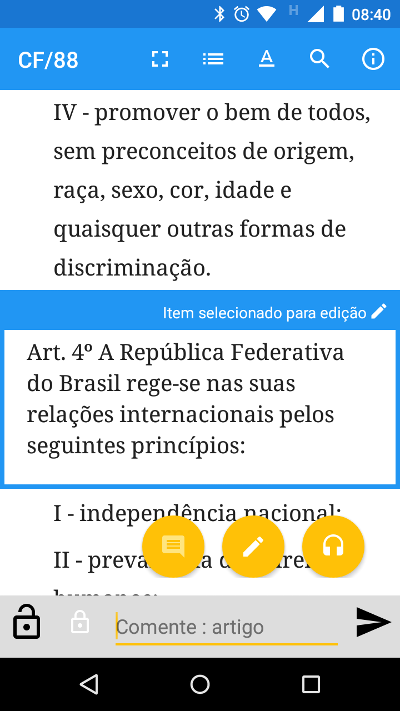 H 08:40
CF/88 A
IV - promover o bem de todos,
sem preconceitos de origem,
raça, sexo, cor, idade e
quaisquer outras formas de
discriminação.
Item selecionado para edição
Art. 4º A República Federativa
do Brasil rege-se nas suas
relações internacionais pelos
seguintes princípios:
I - independência nacional;
II -
Comente : artigo